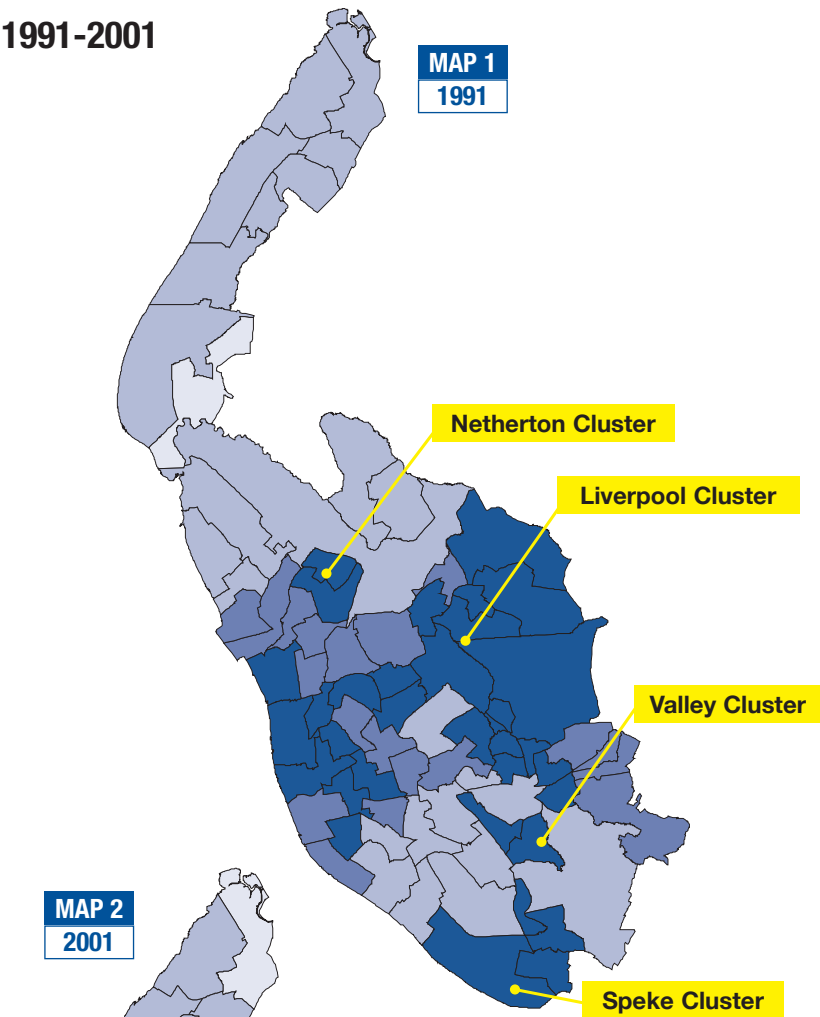 1991-2001
MAP 1
1991
Netherton Cluster
Liverpool Cluster
Valley Cluster
MAP 2
2001
Speke Cluster